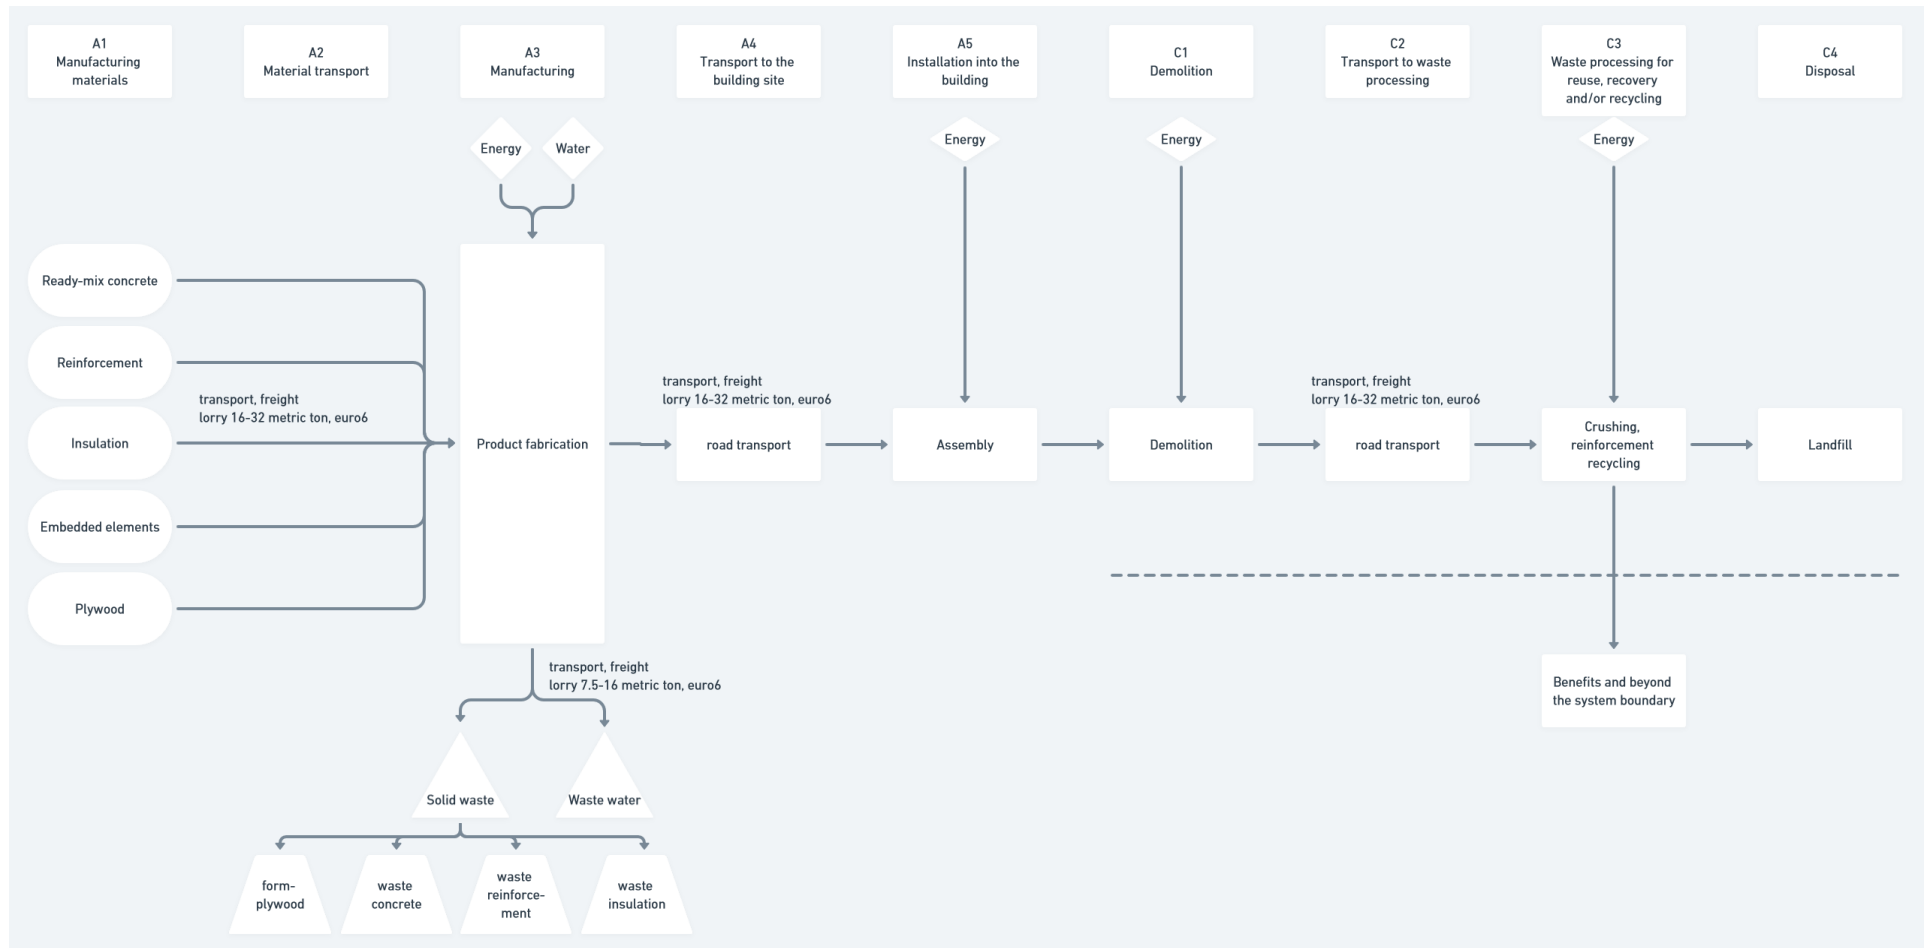 A1
Manufacturing
materials
A2
Material transport
A3
Manufacturing
A4
Transport to the
building site
A5
Installation into the
building
C1
Demolition
C2
Transport to waste
processing
C3
Waste processing for
reuse, recovery
and/or recycling
C4
Disposal
Energy
Water
Energy
Energy
Energy
Ready-mix concrete
Reinforcement
Insulation
Embedded elements
Plywood
transport, freight
lorry 16-32 metric ton, euro6
Product fabrication
transport, freight
lorry 16-32 metric ton, euro6
road transport
Assembly
Demolition
transport, freight
lorry 16-32 metric ton, euro6
road transport
Crushing,
reinforcement
recycling
Landfill
Benefits and beyond
the system boundary
transport, freight
lorry 7.5-16 metric ton, euro6
Solid waste
Waste water
form-
plywood
waste
concrete
waste
reinforce-
ment
waste
insulation